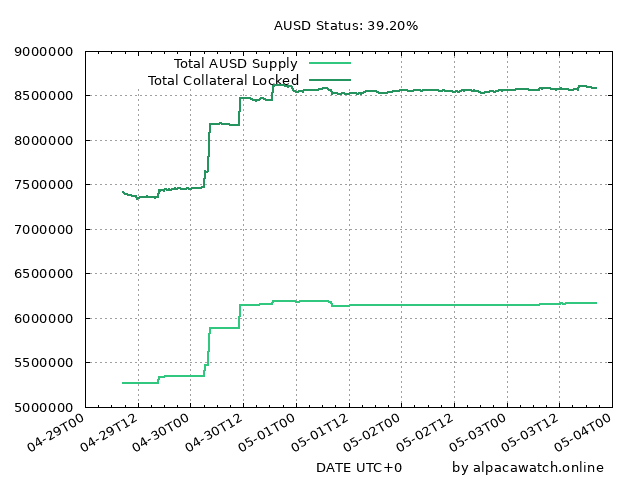 AUSD Status: 39.20%
Total AUSD Supply
Total Collateral Locked
9000000
8500000
8000000
7500000
7000000
6500000
6000000
5500000
5000000
04-29T00
04-29T12
04-30T00
04-30T12
05-01T00
05-01T12
05-02T00
05-02T12
05-03T00
05-03T12
05-04T00
DATE UTC+0
by alpacawatch.online